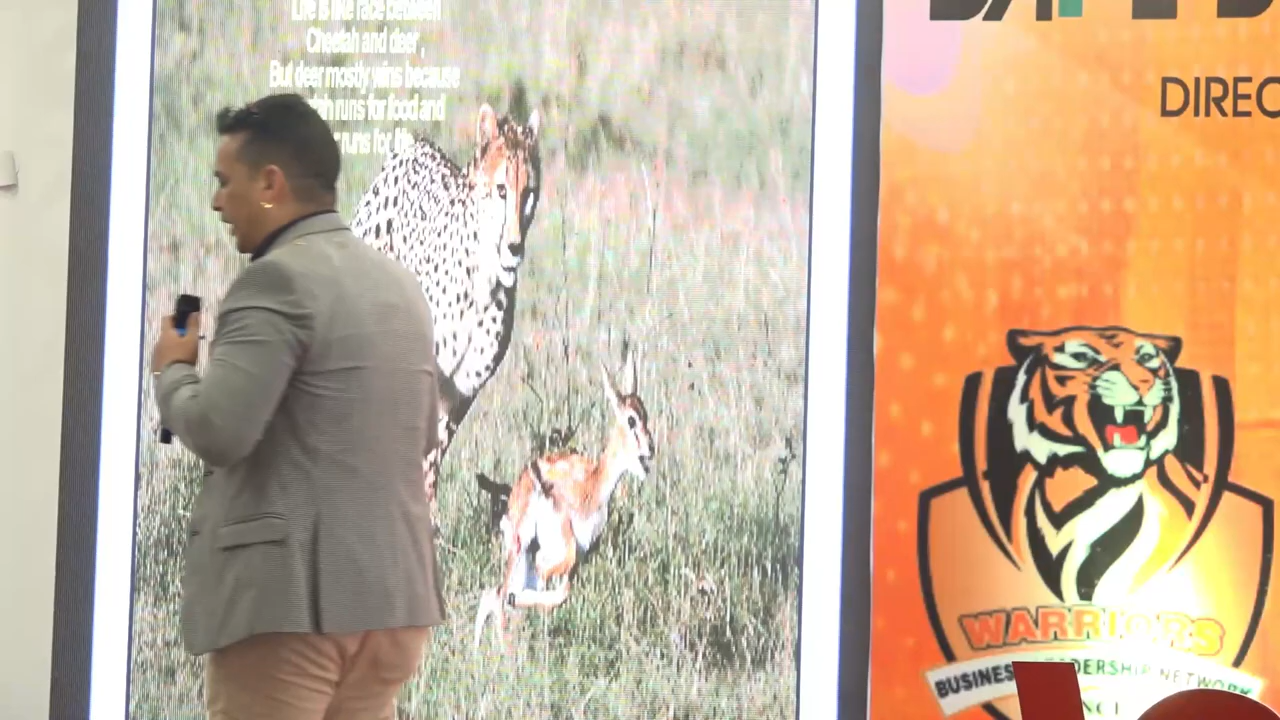 Life is like race between
Cheetah and deer ,
But deer mostly wins because
runs for food and
runs for life
DIREC
WARRIORS
BUSINESS LEADERSHIP NETWORK